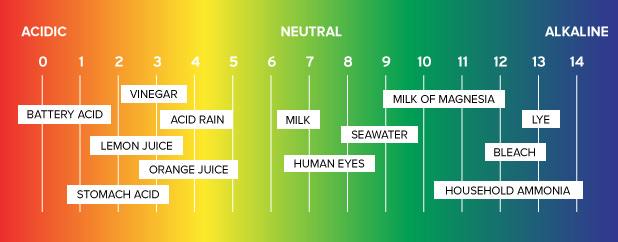 ACIDIC NEUTRAL ALKALINE
0 1 2 3 4 5 6 7 8 9 10 11 12 13 14
VINEGAR
MILK OF MAGNESIA
BATTERY ACID
ACID RAIN
MILK
LYE
SEAWATER
LEMON JUICE
BLEACH
HUMAN EYES
ORANGE JUICE
STOMACH ACID
HOUSEHOLD AMMONIA